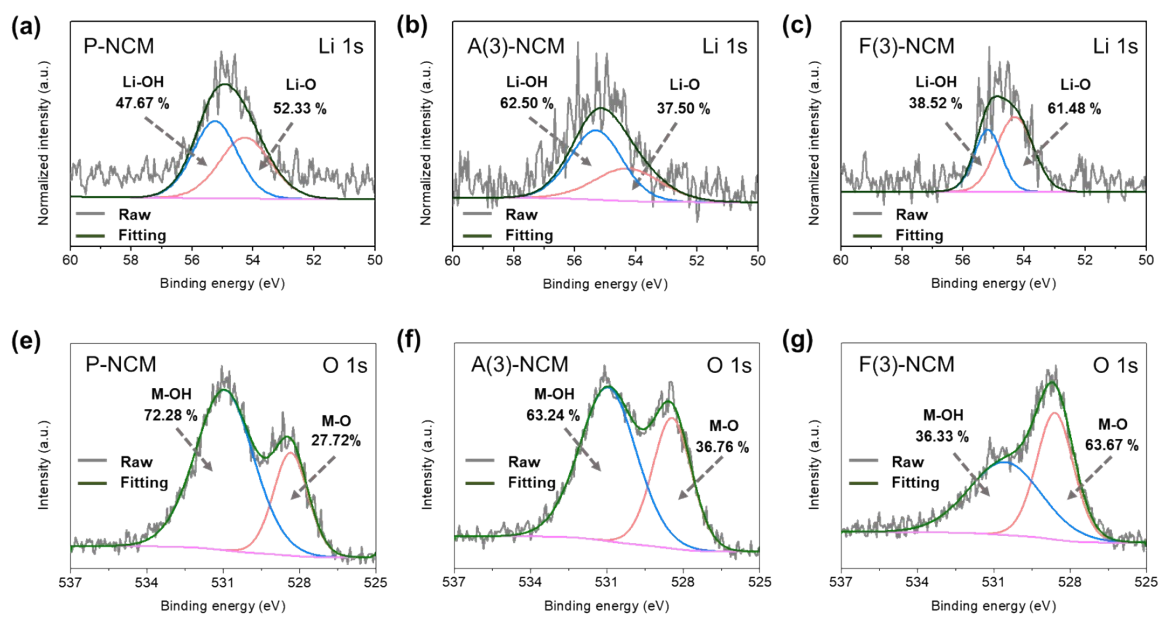 (a)
P-NCM
Li 1s
Li-OH
47.67 %
Li-O
52.33 %
Raw
Fitting
Normalized intensity (a.u.)
60 58 56 54 52 50
Binding energy (eV)
(b)
A(3)-NCM
Li 1s
Li-OH
62.50 %
Li-O
37.50 %
Raw
Fitting
Normalized intensity (a.u.)
60 58 56 54 52 50
Binding energy (eV)
(c)
F(3)-NCM
Li 1s
Li-OH
38.52 %
Li-O
61.48 %
Raw
Fitting
Noramlized intensity (a.u.)
60 58 56 54 52 50
Binding energy (eV)
(e)
P-NCM
O 1s
M-OH
72.28 %
M-O
27.72%
Raw
Fitting
Intensity (a.u.)
537 534 531 528 525
Binding energy (eV)
(f)
A(3)-NCM
O 1s
M-OH
63.24 %
M-O
36.76 %
Raw
Fitting
Intensity (a.u.)
537 534 531 528 525
Binding energy (eV)
(g)
F(3)-NCM
O 1s
M-OH
36.33 %
M-O
63.67 %
Raw
Fitting
Intensity (a.u.)
537 534 531 528 525
Binding energy (eV)